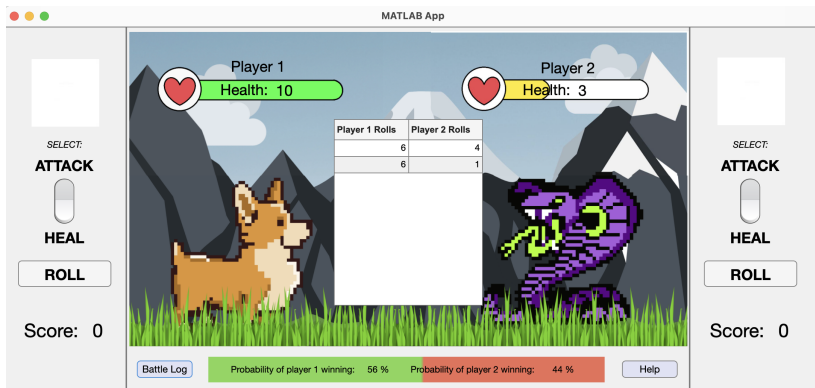 MATLAB App
Player 1
Health: 10
Player 2
Health: 3
Player 1 Rolls Player 2 Rolls
6 4
6 1
SELECT:
ATTACK
HEAL
ROLL
Score: 0
SELECT:
ATTACK
HEAL
ROLL
Score: 0
Battle Log
Probability of player 1 winning: 56 %
Probability of player 2 winning: 44 %
Help